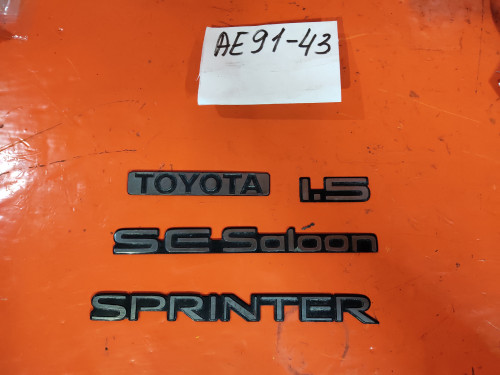 AE91-43
TOYOTA 1.5
SE Saloon
SPRINTER